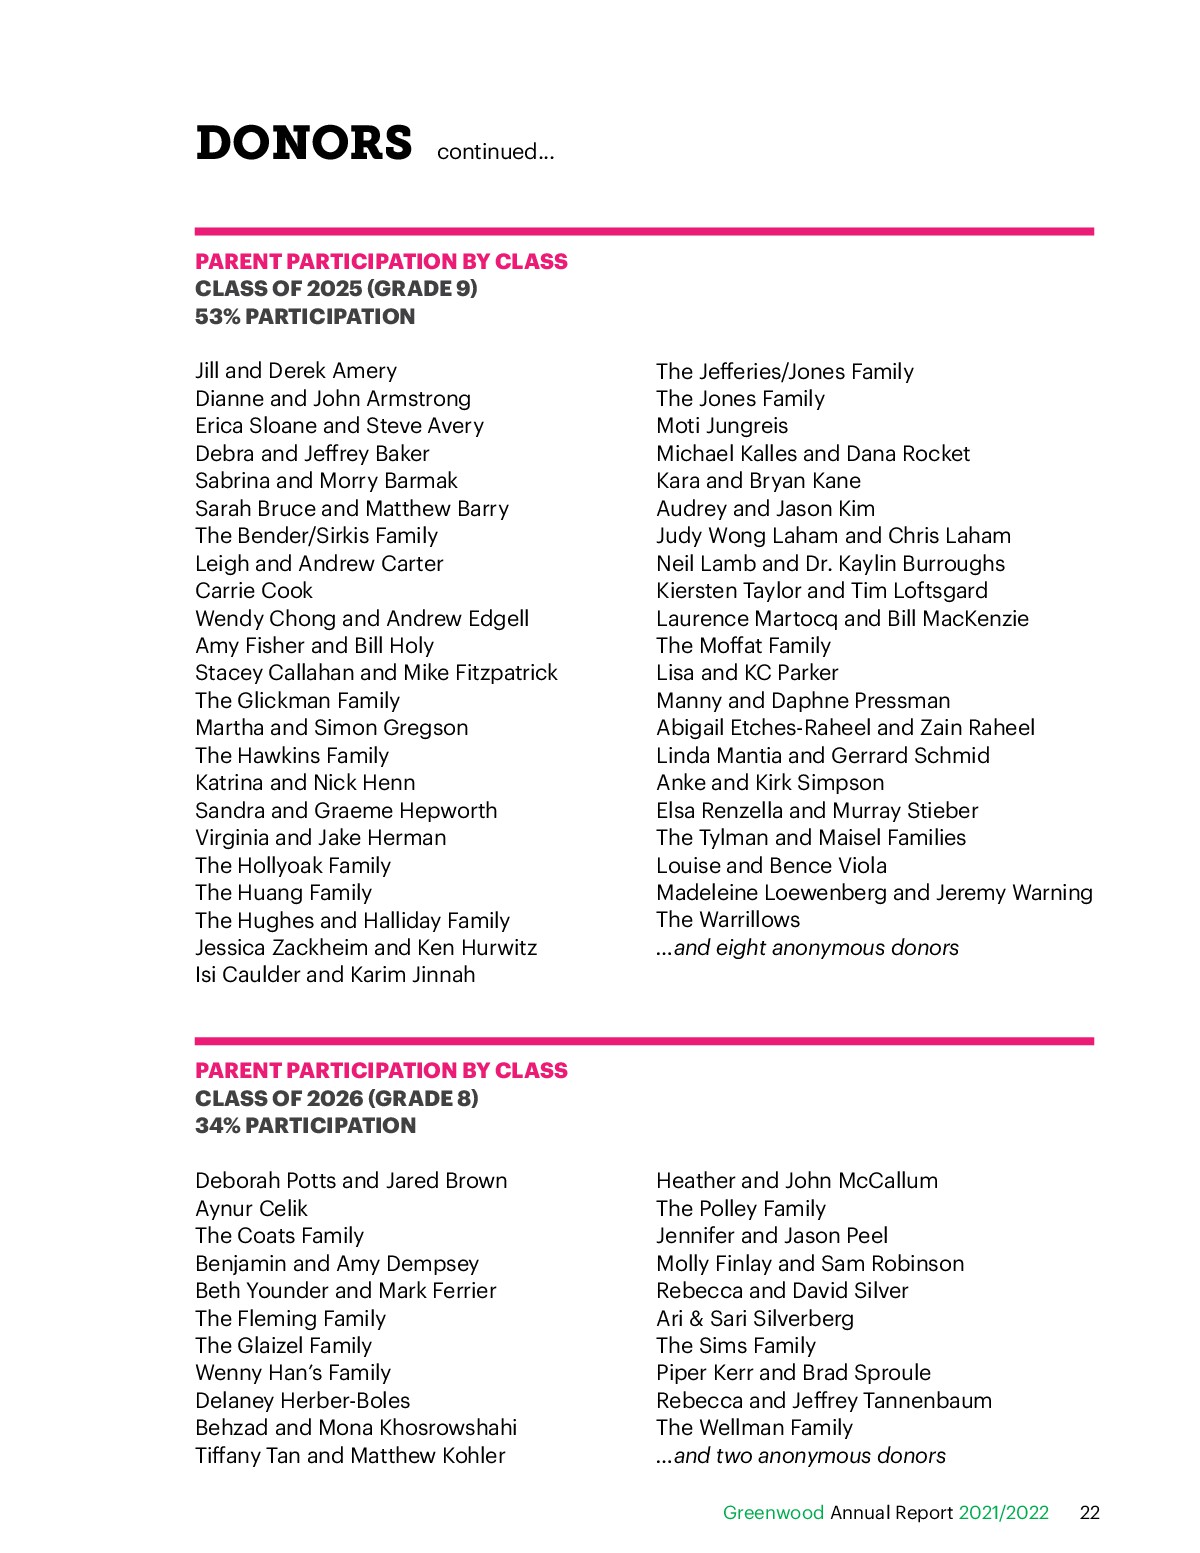 DONORS continued...
PARENT PARTICIPATION BY CLASS
CLASS OF 2025 (GRADE 9)
53% PARTICIPATION
Jill and Derek Amery
Dianne and John Armstrong
Erica Sloane and Steve Avery
Debra and Jeffrey Baker
Sabrina and Morry Barmak
Sarah Bruce and Matthew Barry
The Bender/Sirkis Family
Leigh and Andrew Carter
Carrie Cook
Wendy Chong and Andrew Edgell
Amy Fisher and Bill Holy
Stacey Callahan and Mike Fitzpatrick
The Glickman Family
Martha and Simon Gregson
The Hawkins Family
Katrina and Nick Henn
Sandra and Graeme Hepworth
Virginia and Jake Herman
The Hollyoak Family
The Huang Family
The Hughes and Halliday Family
Jessica Zackheim and Ken Hurwitz
Isi Caulder and Karim Jinnah
The Jefferies/Jones Family
The Jones Family
Moti Jungreis
Michael Kalles and Dana Rocket
Kara and Bryan Kane
Audrey and Jason Kim
Judy Wong Laham and Chris Laham
Neil Lamb and Dr. Kaylin Burroughs
Kiersten Taylor and Tim Loftsgard
Laurence Martocq and Bill MacKenzie
The Moffat Family
Lisa and KC Parker
Manny and Daphne Pressman
Abigail Etches-Raheel and Zain Raheel
Linda Mantia and Gerrard Schmid
Anke and Kirk Simpson
Elsa Renzella and Murray Stieber
The Tylman and Maisel Families
Louise and Bence Viola
Madeleine Loewenberg and Jeremy Warning
The Warrillows
...and eight anonymous donors
PARENT PARTICIPATION BY CLASS
CLASS OF 2026 (GRADE 8)
34% PARTICIPATION
Deborah Potts and Jared Brown
Aynur Celik
The Coats Family
Benjamin and Amy Dempsey
Beth Younder and Mark Ferrier
The Fleming Family
The Glaizel Family
Wenny Han’s Family
Delaney Herber-Boles
Behzad and Mona Khosrowshahi
Tiffany Tan and Matthew Kohler
Heather and John McCallum
The Polley Family
Jennifer and Jason Peel
Molly Finlay and Sam Robinson
Rebecca and David Silver
Ari & Sari Silverberg
The Sims Family
Piper Kerr and Brad Sproule
Rebecca and Jeffrey Tannenbaum
The Wellman Family
...and two anonymous donors
Greenwood Annual Report 2021/2022 22